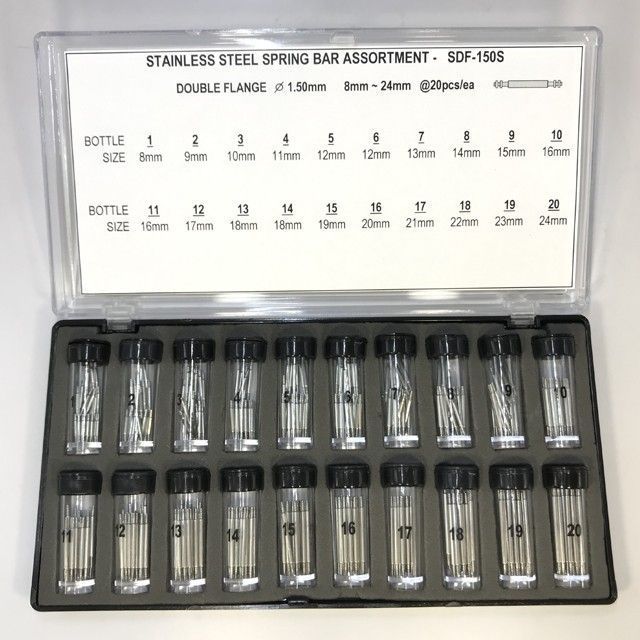 STAINLESS STEEL SPRING BAR ASSORTMENT - SDF-150S
DOUBLE FLANGE Ø 1.50mm 8mm ~ 24mm @20pcs/ea
BOTTLE 1 2 3 4 5 6 7 8 9 10
SIZE 8mm 9mm 10mm 11mm 12mm 12mm 13mm 14mm 15mm 16mm
BOTTLE 11 12 13 14 15 16 17 18 19 20
SIZE 16mm 17mm 18mm 18mm 19mm 20mm 21mm 22mm 23mm 24mm
1 2 3 4 5 6 7 8 9 10
11 12 13 14 15 16 17 18 19 20